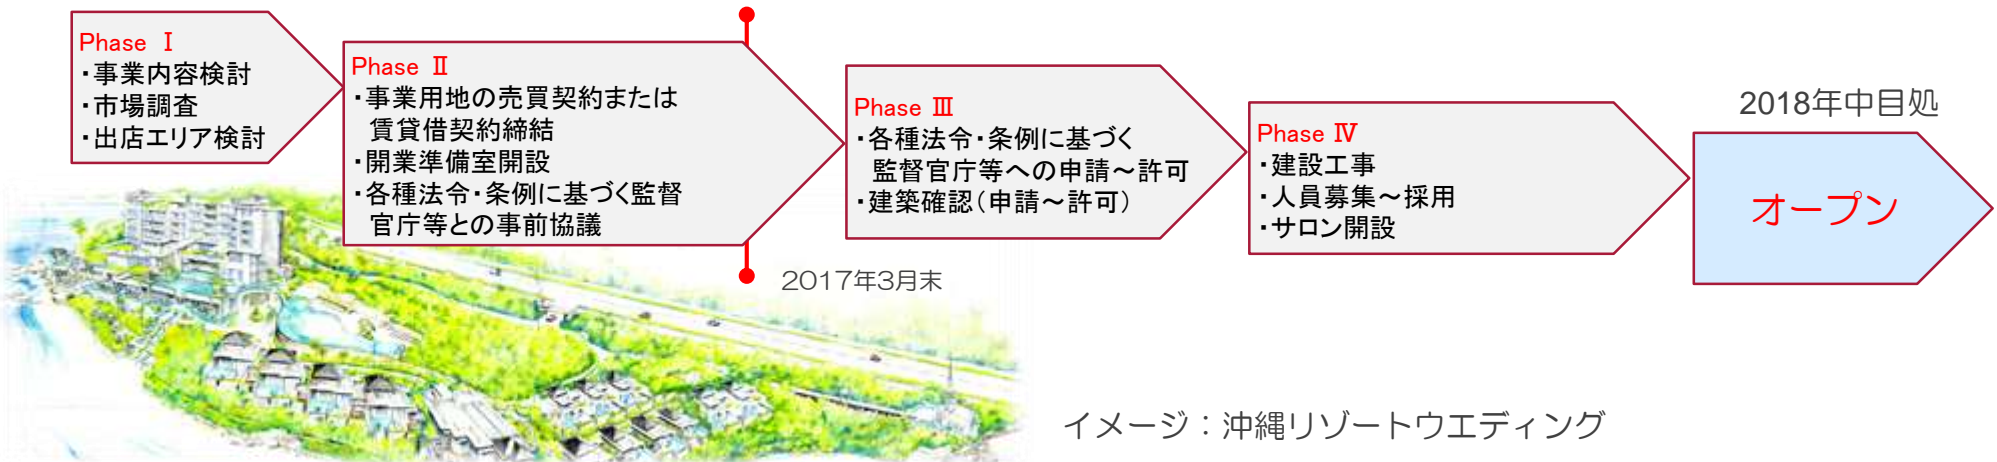 Phase Ⅰ
・事業内容検討
・市場調査
・出店エリア検討
Phase Ⅱ
・事業用地の売買契約または
賃貸借契約締結
・開業準備室開設
・各種法令・条例に基づく監督
官庁等との事前協議
2017年3月末
Phase Ⅲ
・各種法令・条例に基づく
監督官庁等への申請～許可
・建築確認（申請～許可）
Phase Ⅳ
・建設工事
・人員募集～採用
・サロン開設
2018年中目処
オープン
イメージ：沖縄リゾートウエディング